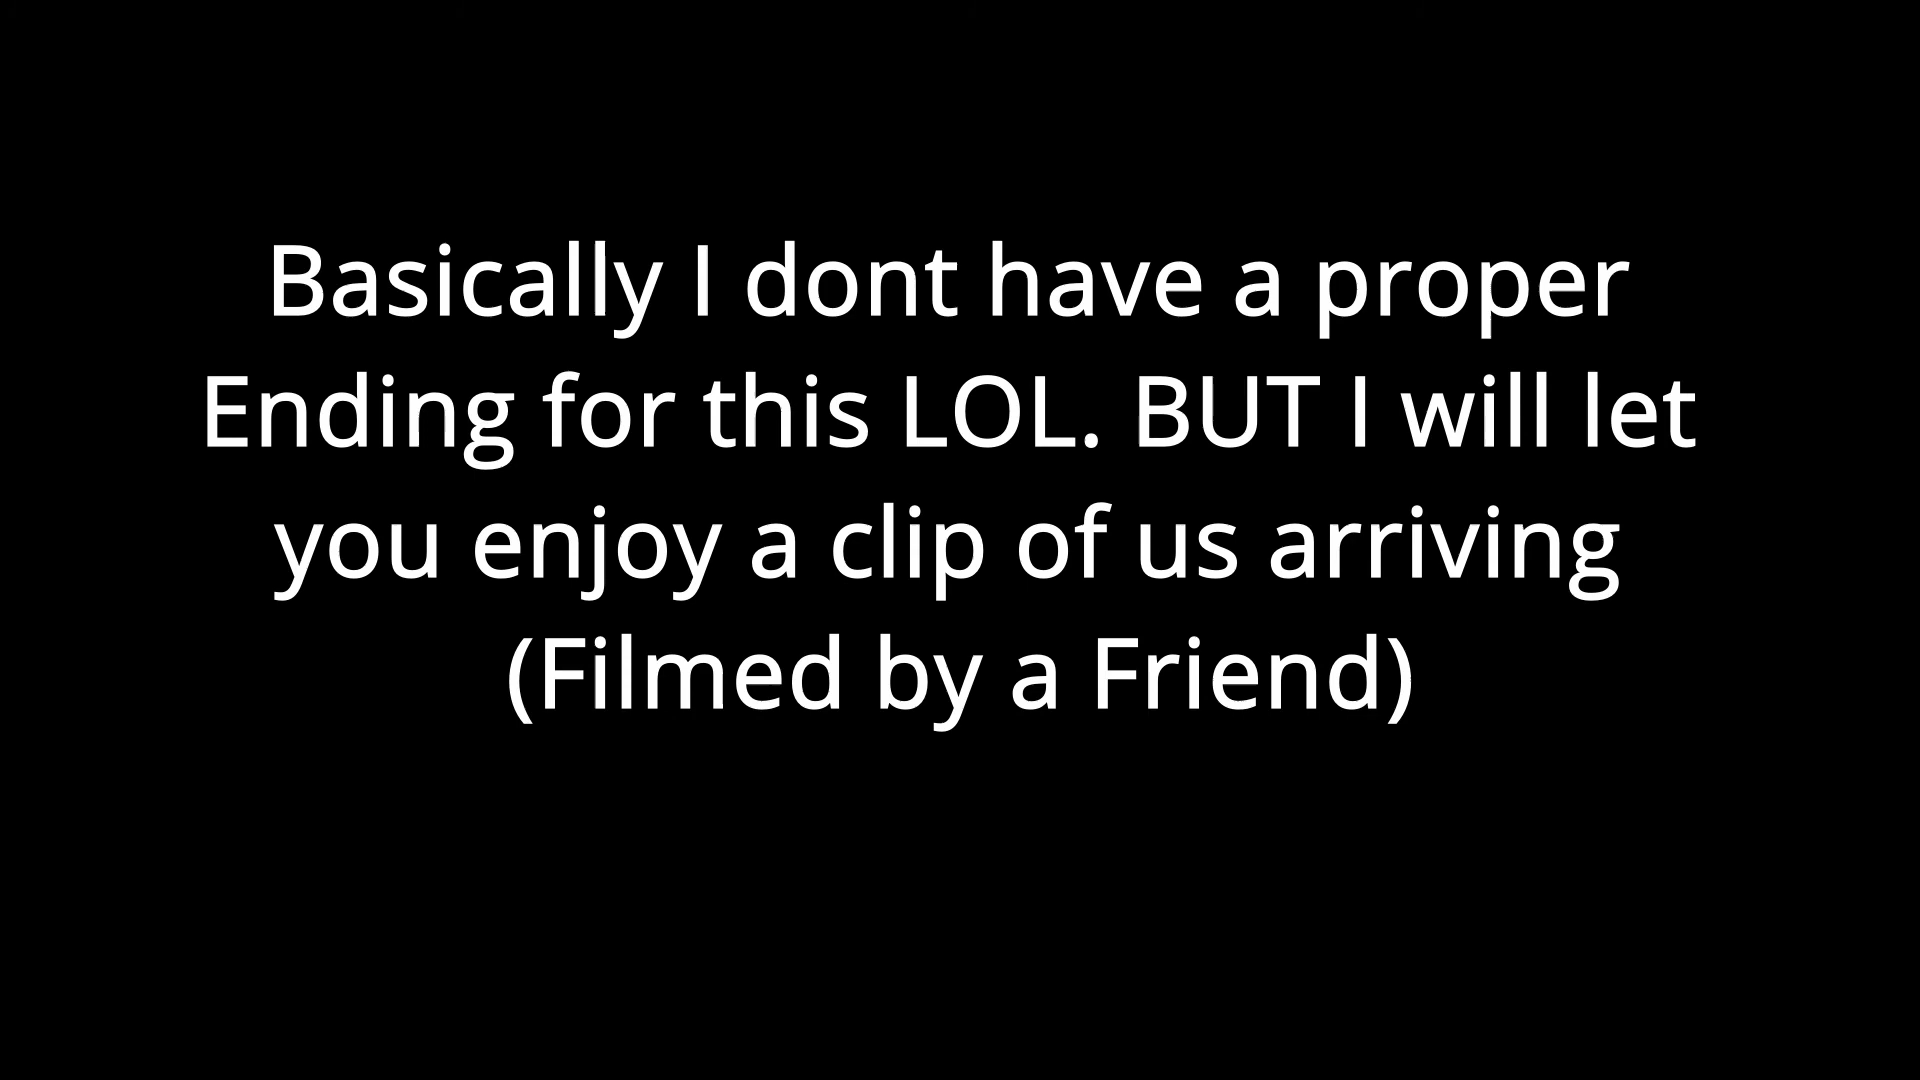 Basically I dont have a proper
Ending for this LOL. BUT I will let
you enjoy a clip of us arriving
(Filmed by a Friend)